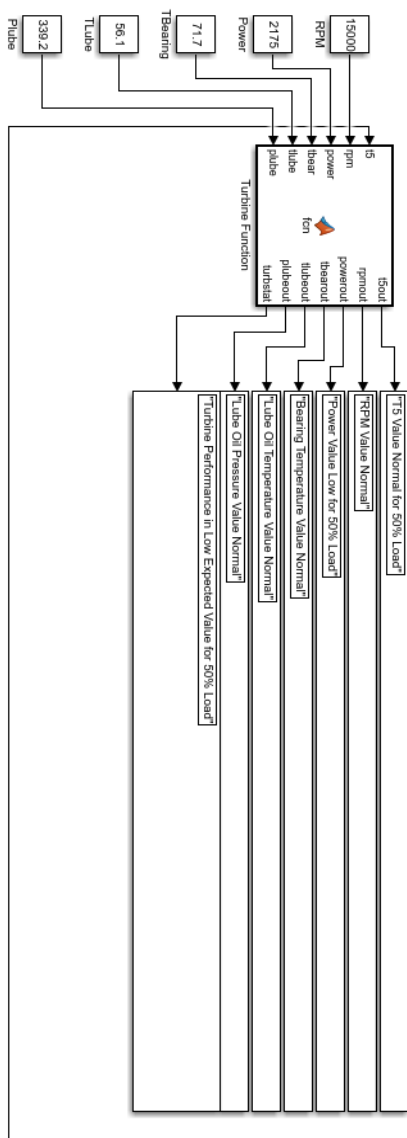 15000
RPM
2175
Power
71.7
TBearing
56.1
TLube
339.2
Plube
t5
rpm
power
tbear
tlube
plube
fcn
t5out
rpmout
powerout
tbearout
tlubeout
plubeout
turbstat
Turbine Function
"T5 Value Normal for 50% Load"
"RPM Value Normal"
"Power Value Low for 50% Load"
"Bearing Temperature Value Normal"
"Lube Oil Temperature Value Normal"
"Lube Oil Pressure Value Normal"
"Turbine Performance in Low Expected Value for 50% Load"